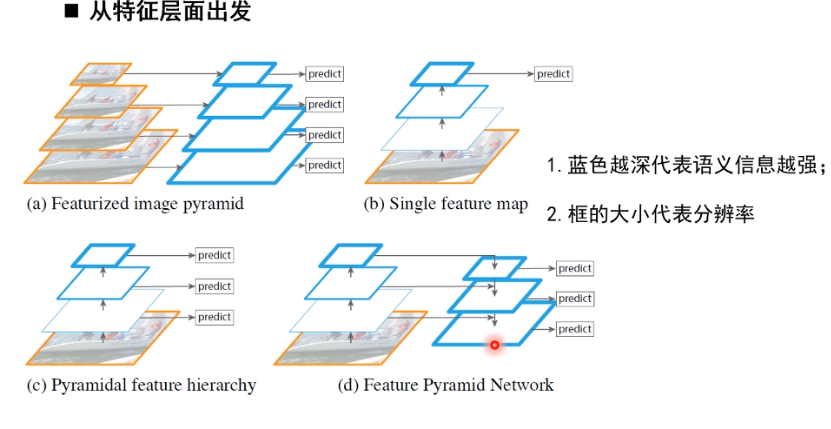 ■ 从特征层面出发
predict
predict
predict
predict
(a) Featurized image pyramid
predict
(b) Single feature map
1.蓝色越深代表语义信息越强；
2.框的大小代表分辨率
predict
predict
predict
(c) Pyramidal feature hierarchy
predict
predict
predict
(d) Feature Pyramid Network